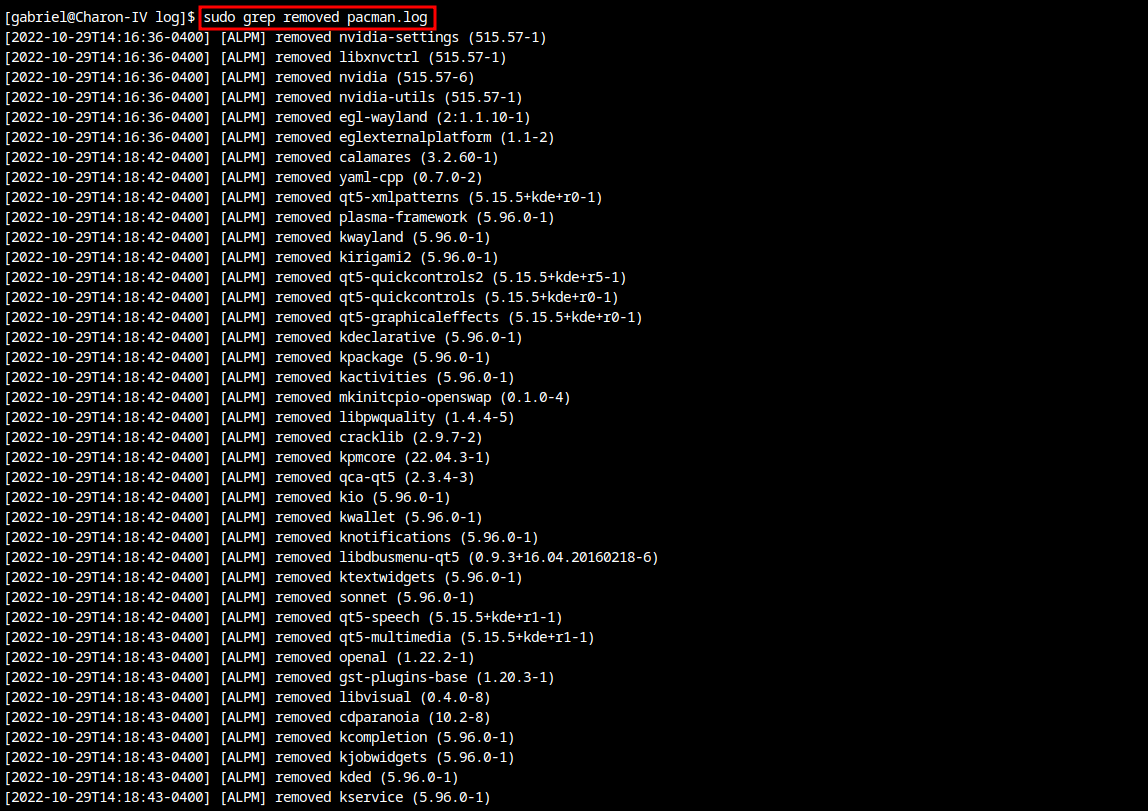 [gabriel@Charon-IV log]$ sudo grep removed pacman.log
[2022-10-29T14:16:36-0400] [ALPM] removed nvidia-settings (515.57-1)
[2022-10-29T14:16:36-0400] [ALPM] removed libxnvctrl (515.57-1)
[2022-10-29T14:16:36-0400] [ALPM] removed nvidia (515.57-6)
[2022-10-29T14:16:36-0400] [ALPM] removed nvidia-utils (515.57-1)
[2022-10-29T14:16:36-0400] [ALPM] removed egl-wayland (2:1.1.10-1)
[2022-10-29T14:16:36-0400] [ALPM] removed eglexternalplatform (1.1-2)
[2022-10-29T14:18:42-0400] [ALPM] removed calamares (3.2.60-1)
[2022-10-29T14:18:42-0400] [ALPM] removed yaml-cpp (0.7.0-2)
[2022-10-29T14:18:42-0400] [ALPM] removed qt5-xmlpatterns (5.15.5+kde+r0-1)
[2022-10-29T14:18:42-0400] [ALPM] removed plasma-framework (5.96.0-1)
[2022-10-29T14:18:42-0400] [ALPM] removed kwayland (5.96.0-1)
[2022-10-29T14:18:42-0400] [ALPM] removed kirigami2 (5.96.0-1)
[2022-10-29T14:18:42-0400] [ALPM] removed qt5-quickcontrols2 (5.15.5+kde+r5-1)
[2022-10-29T14:18:42-0400] [ALPM] removed qt5-quickcontrols (5.15.5+kde+r0-1)
[2022-10-29T14:18:42-0400] [ALPM] removed qt5-graphicaleffects (5.15.5+kde+r0-1)
[2022-10-29T14:18:42-0400] [ALPM] removed kdeclarative (5.96.0-1)
[2022-10-29T14:18:42-0400] [ALPM] removed kpackage (5.96.0-1)
[2022-10-29T14:18:42-0400] [ALPM] removed kactivities (5.96.0-1)
[2022-10-29T14:18:42-0400] [ALPM] removed mkinitcpio-openswap (0.1.0-4)
[2022-10-29T14:18:42-0400] [ALPM] removed libpwquality (1.4.4-5)
[2022-10-29T14:18:42-0400] [ALPM] removed cracklib (2.9.7-2)
[2022-10-29T14:18:42-0400] [ALPM] removed kpmcore (22.04.3-1)
[2022-10-29T14:18:42-0400] [ALPM] removed qca-qt5 (2.3.4-3)
[2022-10-29T14:18:42-0400] [ALPM] removed kio (5.96.0-1)
[2022-10-29T14:18:42-0400] [ALPM] removed kwallet (5.96.0-1)
[2022-10-29T14:18:42-0400] [ALPM] removed knotifications (5.96.0-1)
[2022-10-29T14:18:42-0400] [ALPM] removed libdbusmenu-qt5 (0.9.3+16.04.20160218-6)
[2022-10-29T14:18:42-0400] [ALPM] removed ktextwidgets (5.96.0-1)
[2022-10-29T14:18:42-0400] [ALPM] removed sonnet (5.96.0-1)
[2022-10-29T14:18:42-0400] [ALPM] removed qt5-speech (5.15.5+kde+r1-1)
[2022-10-29T14:18:43-0400] [ALPM] removed qt5-multimedia (5.15.5+kde+r1-1)
[2022-10-29T14:18:43-0400] [ALPM] removed openal (1.22.2-1)
[2022-10-29T14:18:43-0400] [ALPM] removed gst-plugins-base (1.20.3-1)
[2022-10-29T14:18:43-0400] [ALPM] removed libvisual (0.4.0-8)
[2022-10-29T14:18:43-0400] [ALPM] removed cdparanoia (10.2-8)
[2022-10-29T14:18:43-0400] [ALPM] removed kcompletion (5.96.0-1)
[2022-10-29T14:18:43-0400] [ALPM] removed kjobwidgets (5.96.0-1)
[2022-10-29T14:18:43-0400] [ALPM] removed kded (5.96.0-1)
[2022-10-29T14:18:43-0400] [ALPM] removed kservice (5.96.0-1)